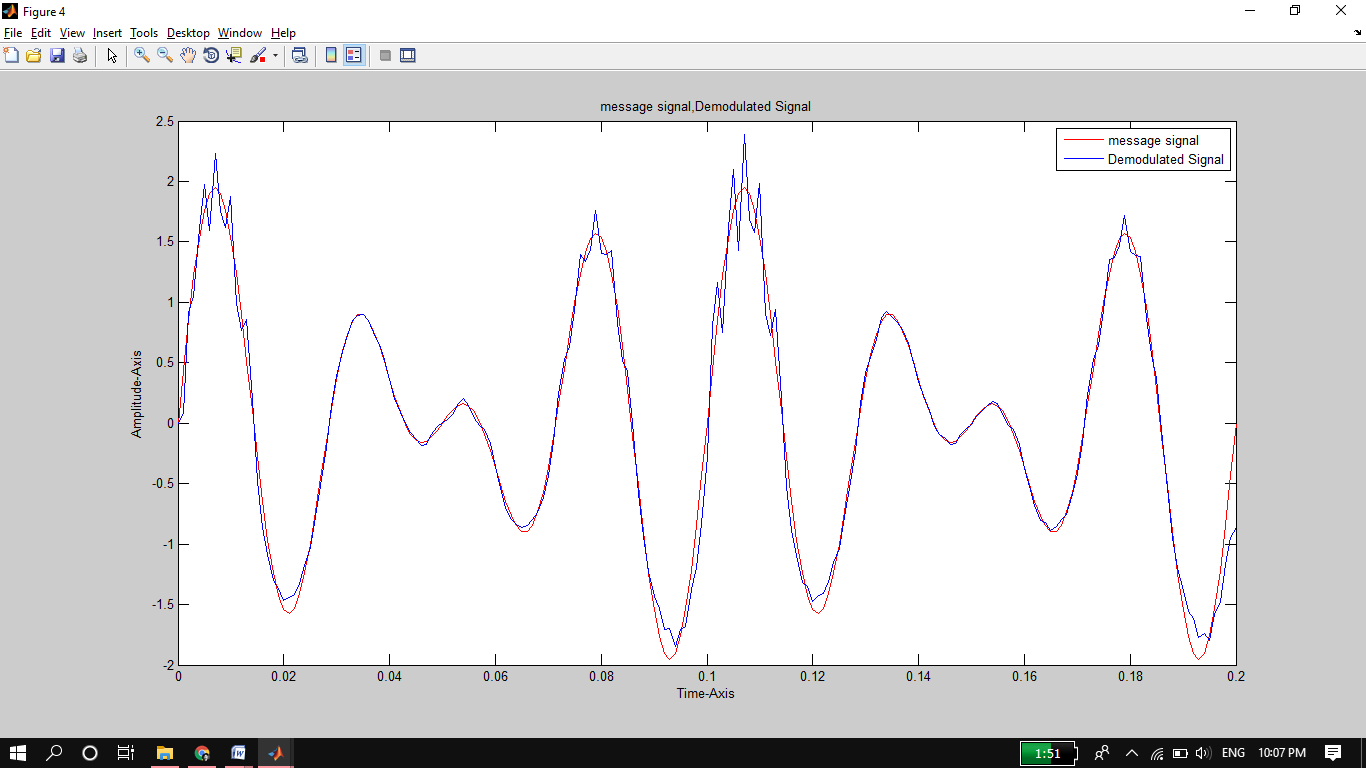 Figure 4
File Edit View Insert Tools Desktop Window Help
message signal,Demodulated Signal
2.5
2
1.5
1
0.5
0
-0.5
-1
-1.5
-2
Amplitude-Axis
message signal
Demodulated Signal
0 0.02 0.04 0.06 0.08 0.1 0.12 0.14 0.16 0.18 0.2
Time-Axis
1:51 ENG 10:07 PM